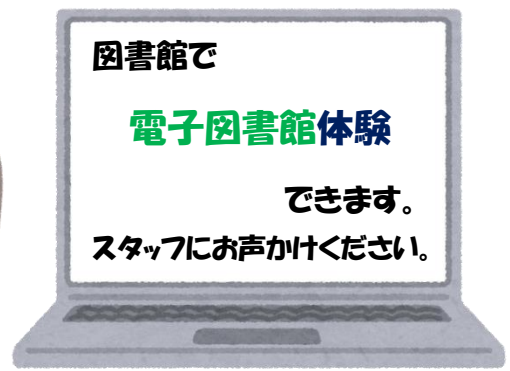 図書館で
電子図書館体験
できます。
スタッフにお声かけください。